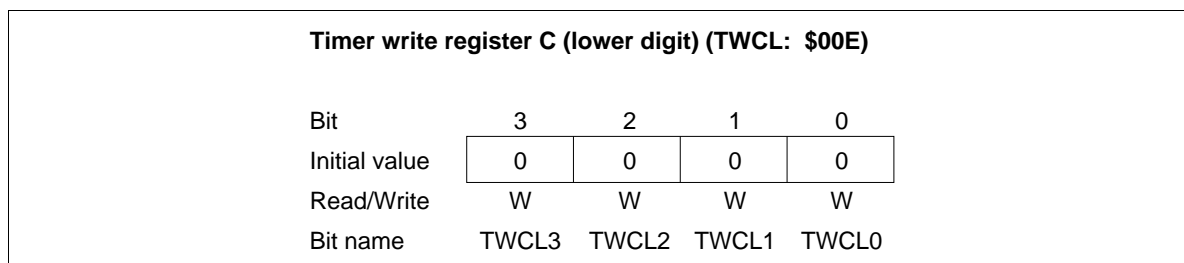 Timer write register C (lower digit) (TWCL: $00E)
Bit 3 2 1 0
Initial value 0 0 0 0
Read/Write W W W W
Bit name TWCL3 TWCL2 TWCL1 TWCL0